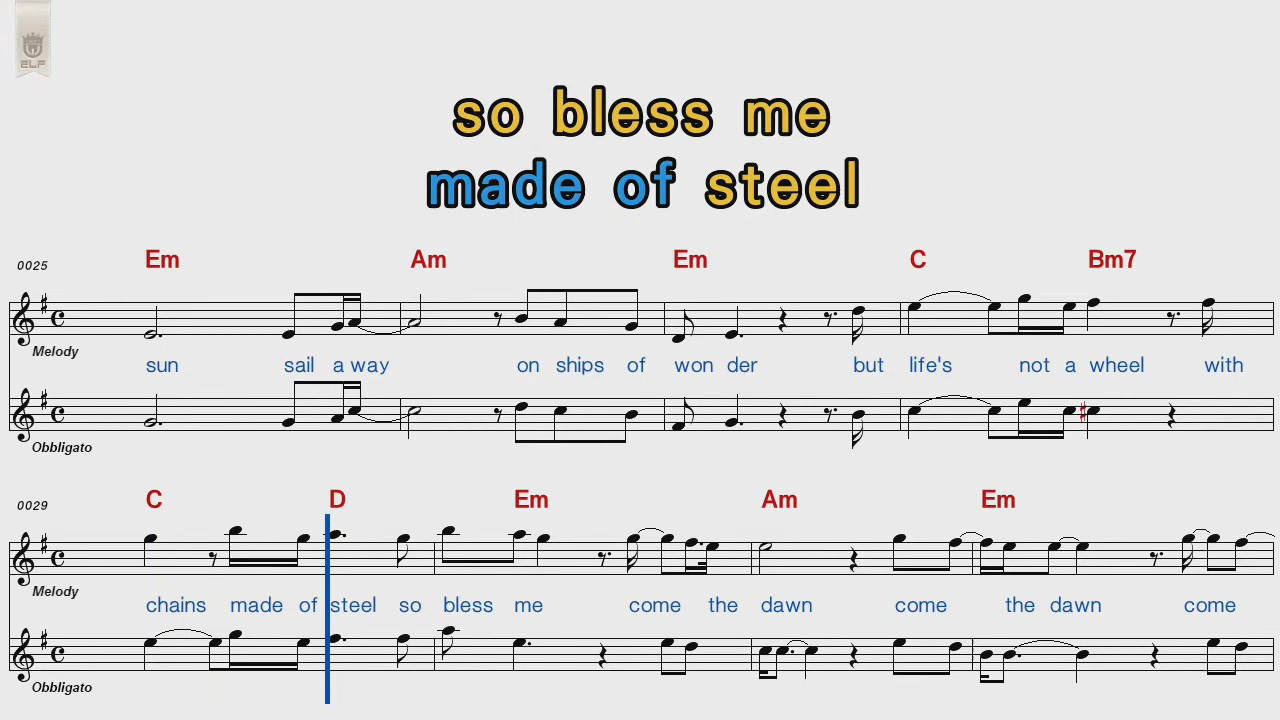 ELF
so bless me
made of steel
0025 Em Am Em C Bm7
Melody
sun sail a way on ships of won der but life's not a wheel with
Obbligato
0029 C D Em Am Em
Melody
chains made of steel so bless me come the dawn come the dawn come
Obbligato